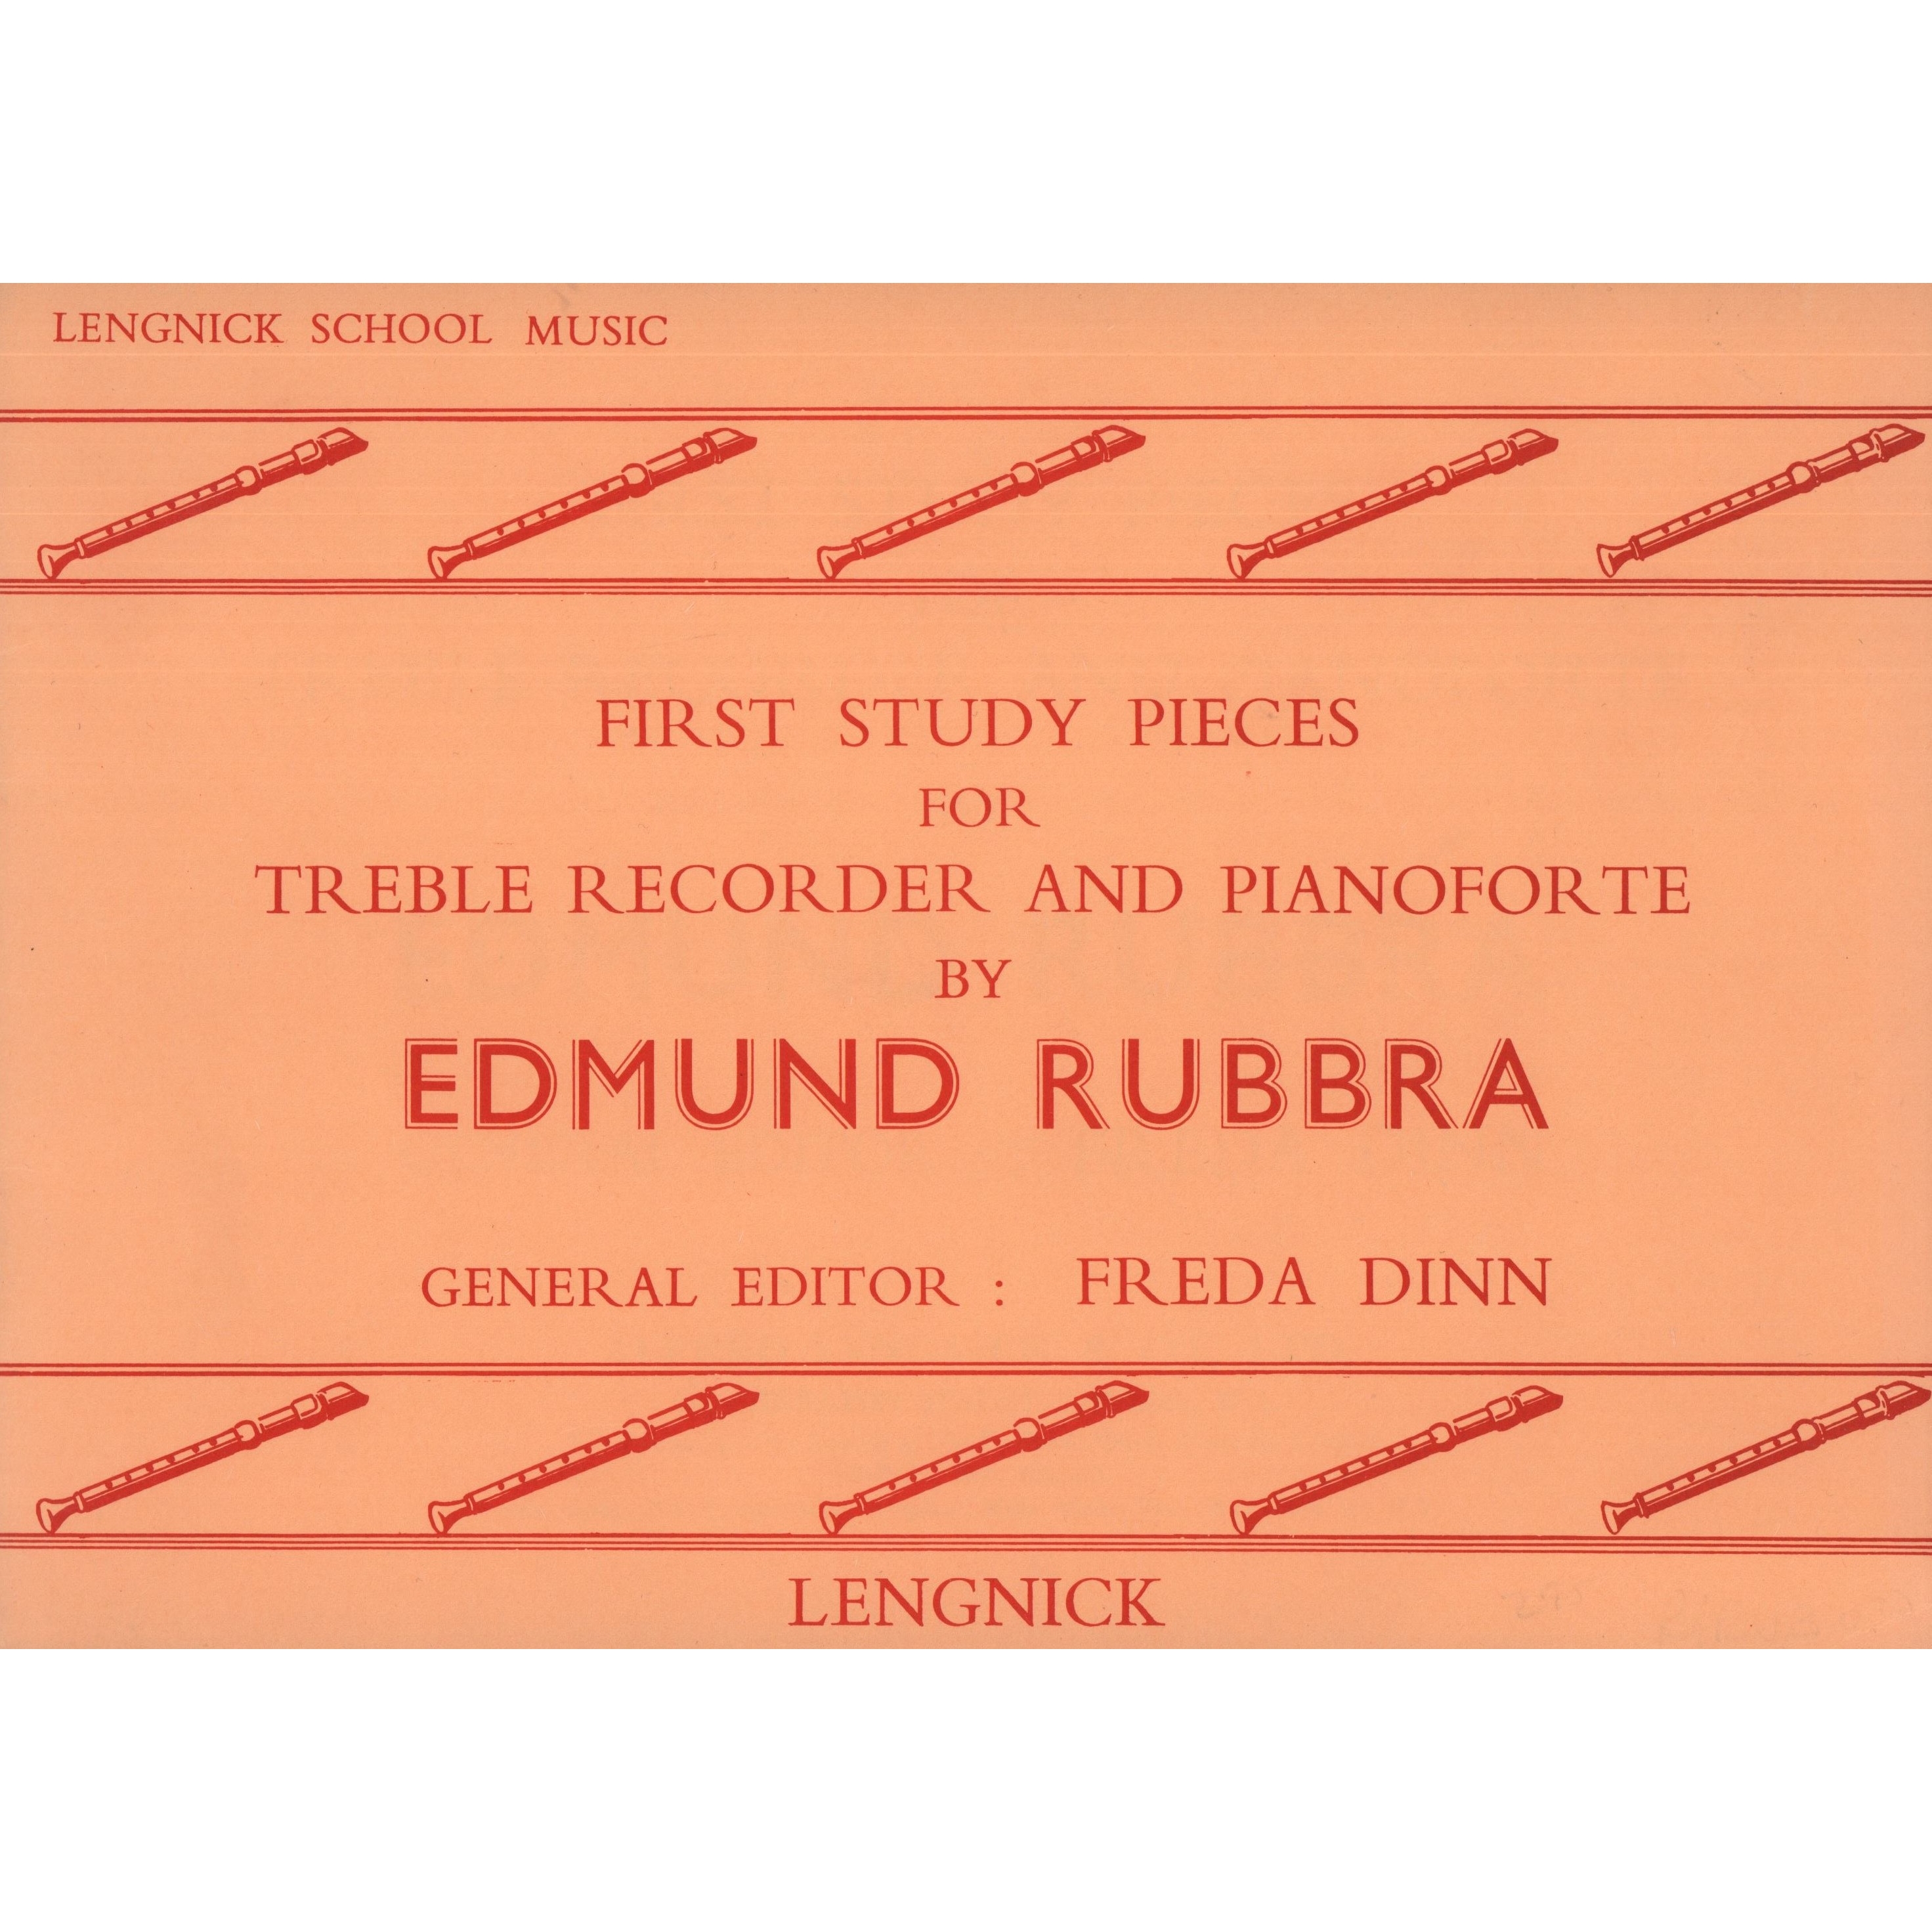 LENGNICK SCHOOL MUSIC
FIRST STUDY PIECES
FOR
TREBLE RECORDER AND PIANOFORTE
BY
EDMUND RUBBRA
GENERAL EDITOR : FREDA DINN
LENGNICK